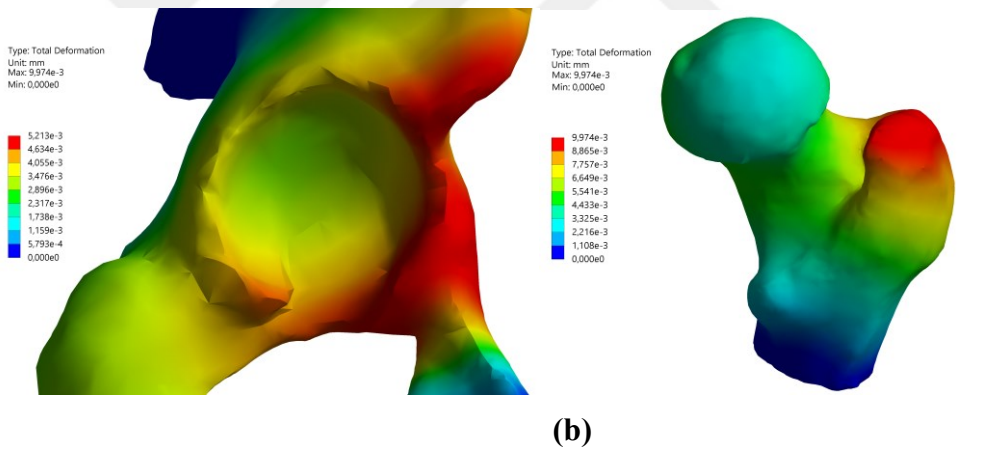 Type: Total Deformation
Unit: mm
Max: 9,974e-3
Min: 0,000e0
5,213e-3
4,634e-3
4,055e-3
3,476e-3
2,896e-3
2,317e-3
1,738e-3
1,159e-3
5,793e-4
0,000e0
Type: Total Deformation
Unit: mm
Max: 9,974e-3
Min: 0,000e0
9,974e-3
8,865e-3
7,757e-3
6,649e-3
5,541e-3
4,433e-3
3,325e-3
2,216e-3
1,108e-3
0,000e0
(b)